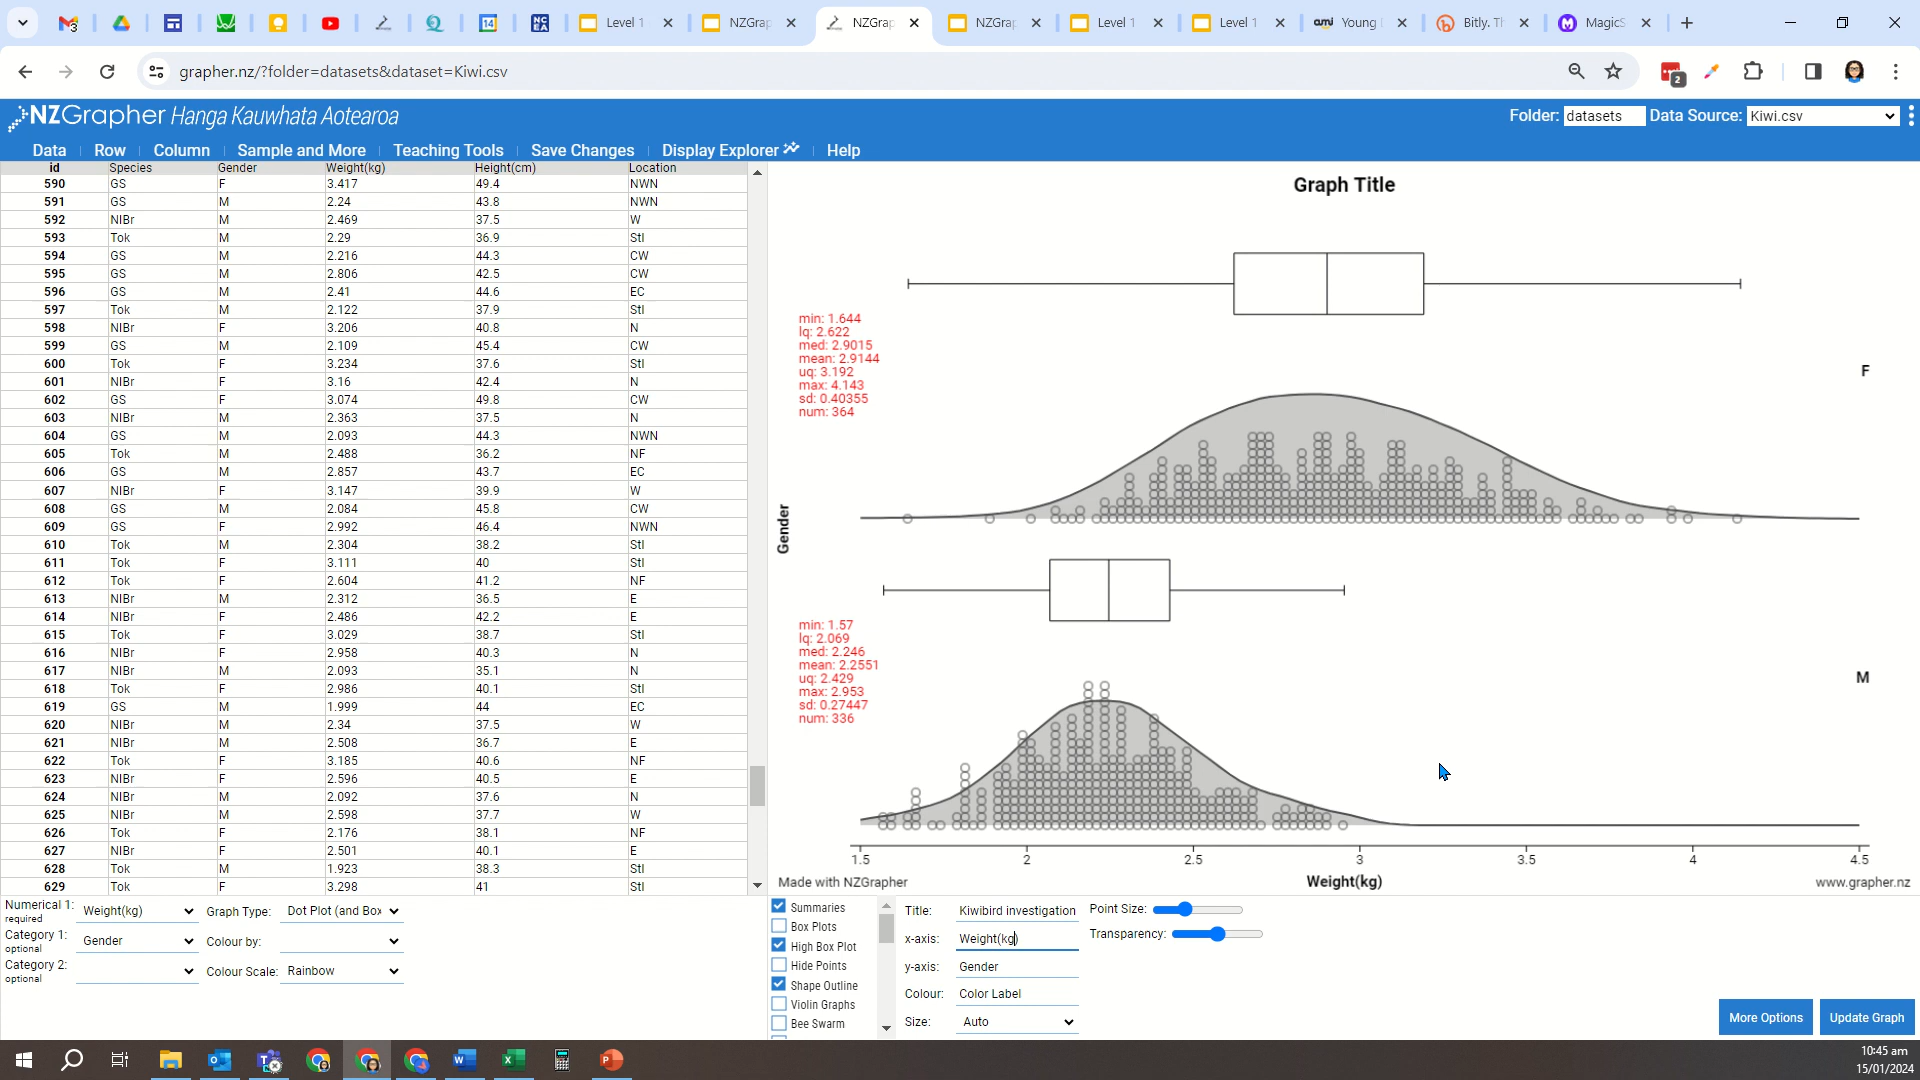 Level 1
NZGrap
NZGrap
NZGrap
Level 1
Level 1
Young
Bitly. Th
MagicS
grapher.nz/?folder=datasets&dataset=Kiwi.csv
2
NZGrapher Hanga Kauwhata Aotearoa
Folder: datasets Data Source: Kiwi.csv
Data Row Column Sample and More Teaching Tools Save Changes Display Explorer Help
id Species Gender Weight(kg) Height(cm) Location
590 GS F 3.417 49.4 NWN
591 GS M 2.24 43.8 NWN
592 NIBr M 2.469 37.5 W
593 Tok M 2.29 36.9 StI
594 GS M 2.216 44.3 CW
595 GS M 2.806 42.5 CW
596 GS M 2.41 44.6 EC
597 Tok M 2.122 37.9 StI
598 NIBr F 3.206 40.8 N
599 GS M 2.109 45.4 CW
600 Tok F 3.234 37.6 StI
601 NIBr F 3.16 42.4 N
602 GS F 3.074 49.8 CW
603 NIBr M 2.363 37.5 N
604 GS M 2.093 44.3 NWN
605 Tok M 2.488 36.2 NF
606 GS M 2.857 43.7 EC
607 NIBr F 3.147 39.9 W
608 GS M 2.084 45.8 CW
609 GS F 2.992 46.4 NWN
610 Tok M 2.304 38.2 StI
611 Tok F 3.111 40 StI
612 Tok F 2.604 41.2 NF
613 NIBr M 2.312 36.5 E
614 NIBr F 2.486 42.2 E
615 Tok F 3.029 38.7 StI
616 NIBr F 2.958 40.3 N
617 NIBr M 2.093 35.1 N
618 Tok F 2.986 40.1 StI
619 GS M 1.999 44 EC
620 NIBr M 2.34 37.5 W
621 NIBr M 2.508 36.7 E
622 Tok F 3.185 40.6 NF
623 NIBr F 2.596 40.5 E
624 NIBr M 2.092 37.6 N
625 NIBr M 2.598 37.7 W
626 Tok F 2.176 38.1 NF
627 NIBr F 2.501 40.1 E
628 Tok M 1.923 38.3 StI
629 Tok F 3.298 41 StI
Graph Title
min: 1.644
lq: 2.622
med: 2.9015
mean: 2.9144
uq: 3.192
max: 4.143
sd: 0.40355
num: 364
F
Gender
min: 1.57
lq: 2.069
med: 2.246
mean: 2.2551
uq: 2.429
max: 2.953
sd: 0.27447
num: 336
M
1.5 2 2.5 3 3.5 4 4.5
Made with NZGrapher Weight(kg) www.grapher.nz
Numerical 1: required Weight(kg) Graph Type: Dot Plot (and Box
Category 1: optional Gender Colour by:
Category 2: optional Colour Scale: Rainbow
Summaries
Box Plots
High Box Plot
Hide Points
Shape Outline
Violin Graphs
Bee Swarm
Title: Kiwibird investigation
x-axis: Weight(kg)
y-axis: Gender
Colour: Color Label
Size: Auto
Point Size:
Transparency:
More Options Update Graph
10:45 am
15/01/2024